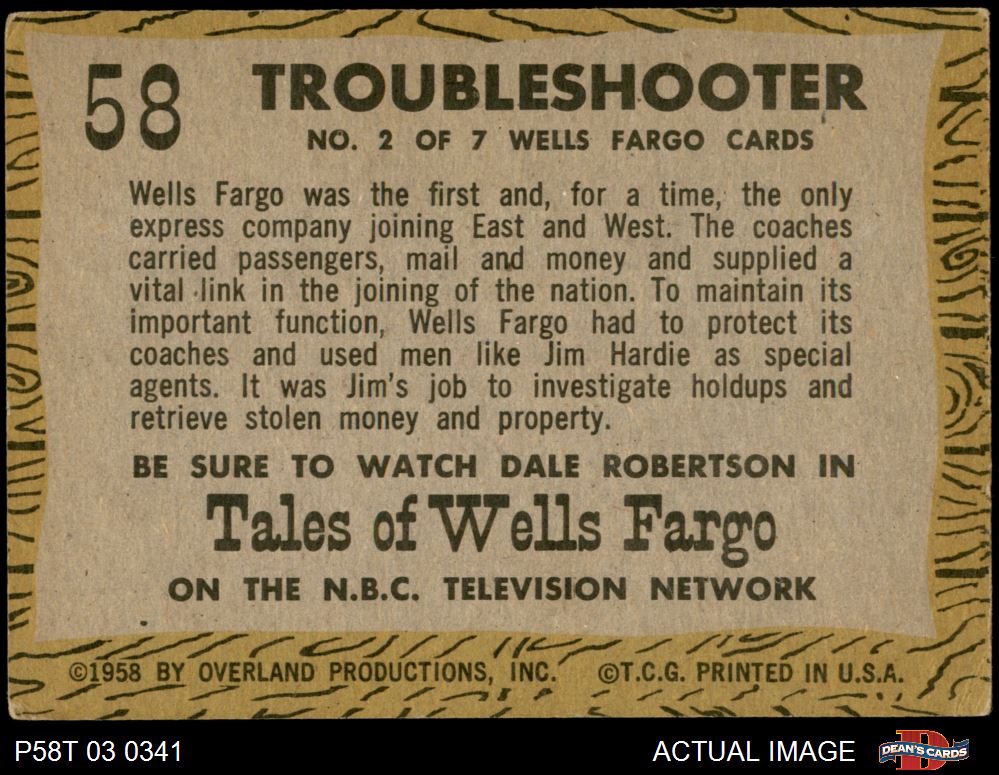 58
TROUBLESHOOTER
NO. 2 OF 7 WELLS FARGO CARDS
Wells Fargo was the first and, for a time, the only
express company joining East and West. The coaches
carried passengers, mail and money and supplied a
vital link in the joining of the nation. To maintain its
important function, Wells Fargo had to protect its
coaches and used men like Jim Hardie as special
agents. It was Jim's job to investigate holdups and
retrieve stolen money and property.
BE SURE TO WATCH DALE ROBERTSON IN
Tales of Wells Fargo
ON THE N.B.C. TELEVISION NETWORK
©1958 BY OVERLAND PRODUCTIONS, INC. ©T.C.G. PRINTED IN U.S.A.
P58T 03 0341 ACTUAL IMAGE D DEAN'S CARDS